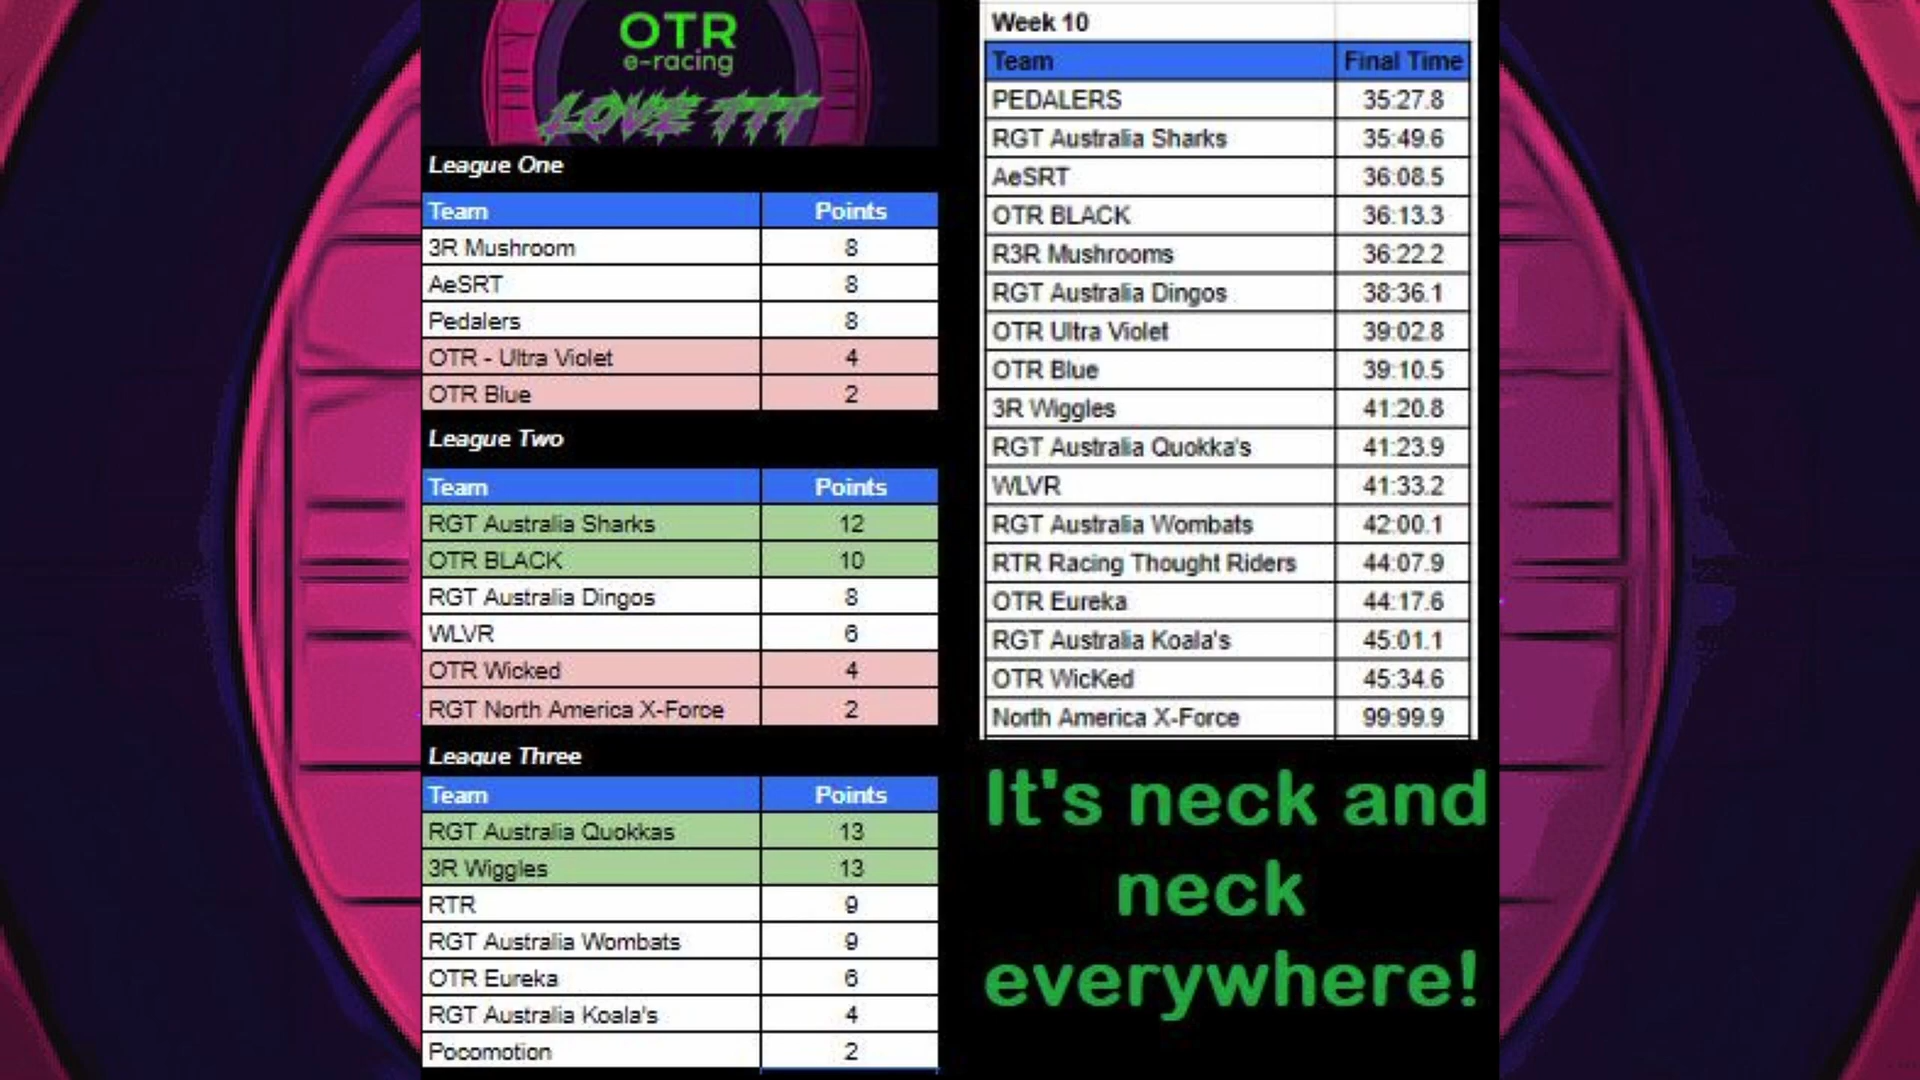 OTR
e-racing
LOVE TTT
League One
Team Points
3R Mushroom 8
AeSRT 8
Pedalers 8
OTR - Ultra Violet 4
OTR Blue 2
League Two
Team Points
RGT Australia Sharks 12
OTR BLACK 10
RGT Australia Dingos 8
WLVR 6
OTR Wicked 4
RGT North America X-Force 2
League Three
Team Points
RGT Australia Quokkas 13
3R Wiggles 13
RTR 9
RGT Australia Wombats 9
OTR Eureka 6
RGT Australia Koala's 4
Pocomotion 2
Week 10
Team Final Time
PEDALERS 35:27.8
RGT Australia Sharks 35:49.6
AeSRT 36:08.5
OTR BLACK 36:13.3
R3R Mushrooms 36:22.2
RGT Australia Dingos 38:36.1
OTR Ultra Violet 39:02.8
OTR Blue 39:10.5
3R Wiggles 41:20.8
RGT Australia Quokka's 41:23.9
WLVR 41:33.2
RGT Australia Wombats 42:00.1
RTR Racing Thought Riders 44:07.9
OTR Eureka 44:17.6
RGT Australia Koala's 45:01.1
OTR WicKed 45:34.6
North America X-Force 99:99.9
It's neck and
neck
everywhere!